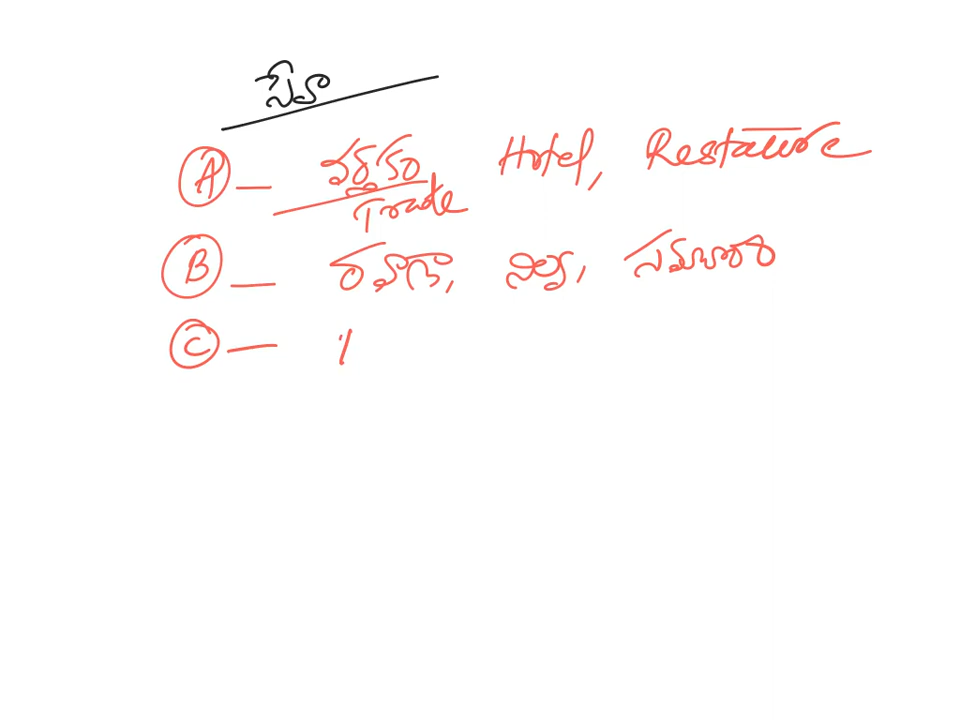 సేవా
A - వర్తకం Hotel, Restaure
Trade
B - రవాణా, నిల్వ, సమాచార
C -